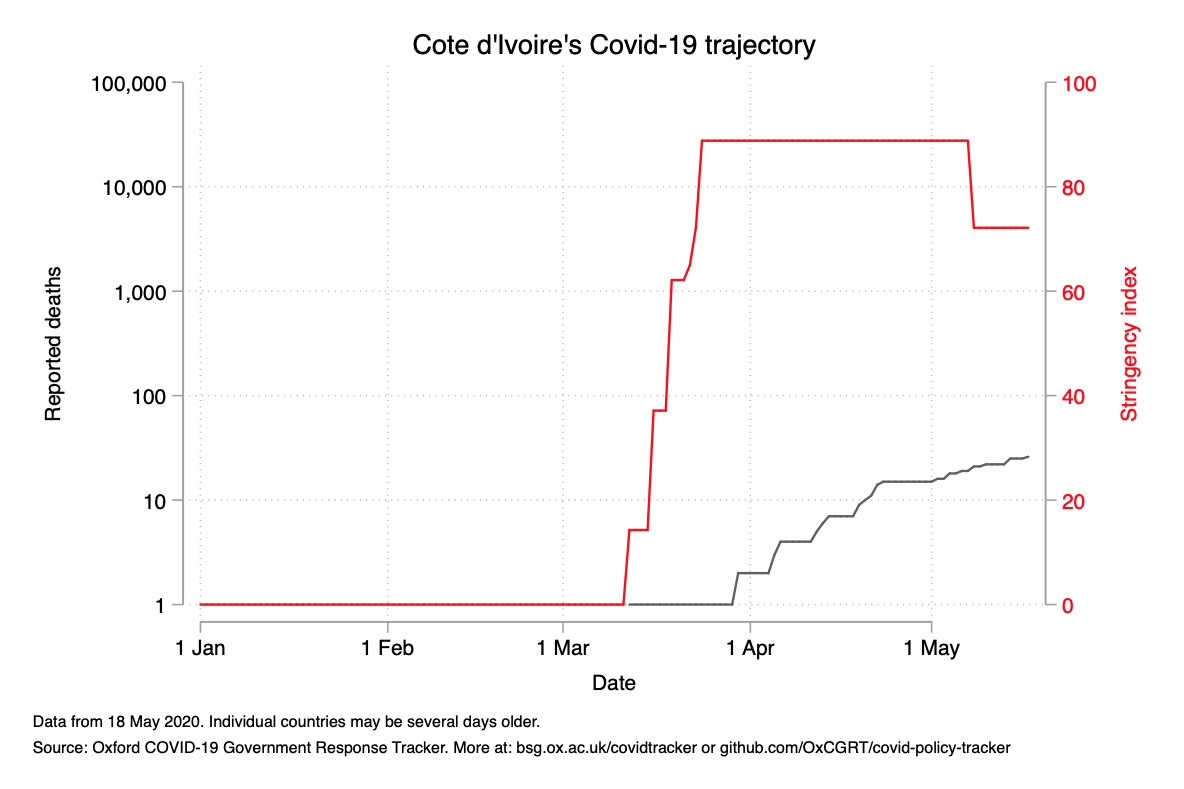 Cote d'Ivoire's Covid-19 trajectory
100,000
10,000
1,000
100
10
1
Reported deaths
100
80
60
40
20
0
Stringency index
1 Jan
1 Feb
1 Mar
1 Apr
1 May
Date
Data from 18 May 2020. Individual countries may be several days older.
Source: Oxford COVID-19 Government Response Tracker. More at: bsg.ox.ac.uk/covidtracker or github.com/OxCGRT/covid-policy-tracker